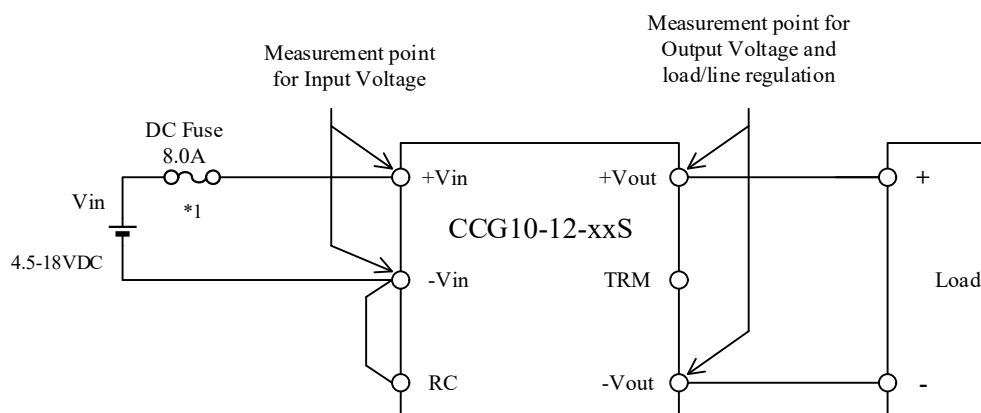 Measurement point
for Input Voltage
Measurement point for
Output Voltage and
load/line regulation
DC Fuse
8.0A
*1
Vin
4.5-18VDC
+Vin
+Vout
+
CCG10-12-xxS
-Vin
TRM
Load
RC
-Vout
-